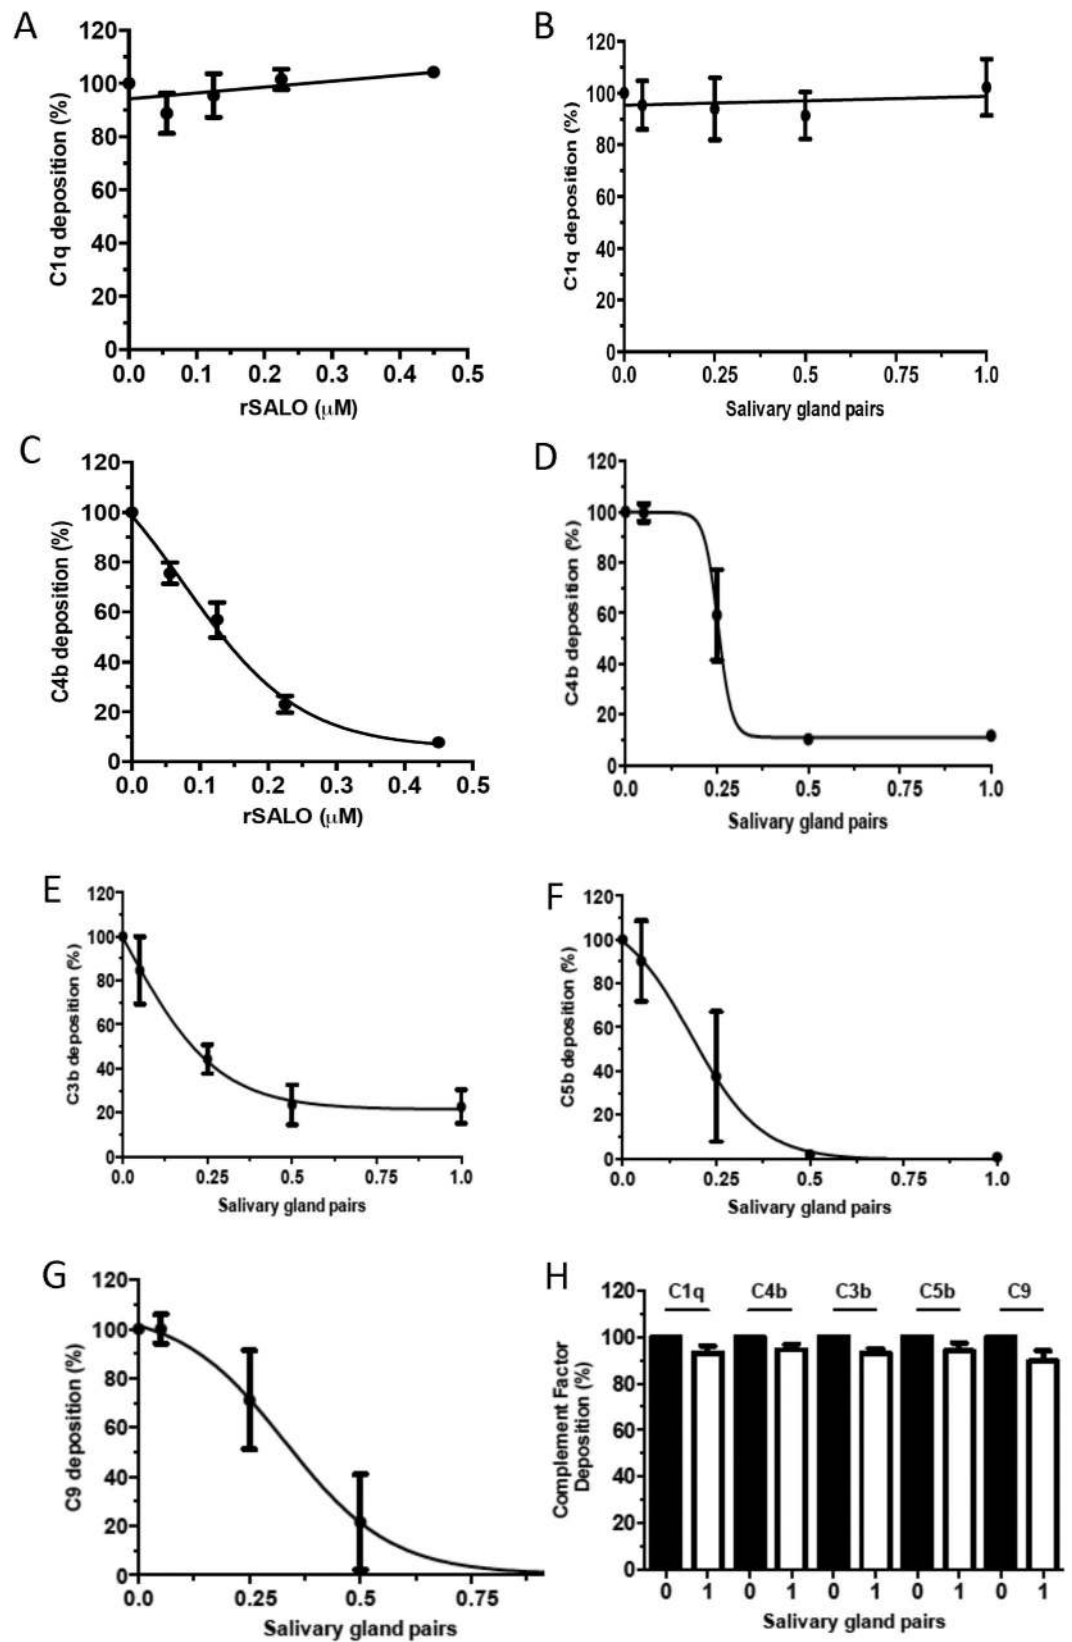 A
120
100
80
60
40
20
0
C1q deposition (%)
0.0 0.1 0.2 0.3 0.4 0.5
rSALO (μM)
B
120
100
80
60
40
20
0
C1q deposition (%)
0.0 0.25 0.5 0.75 1.0
Salivary gland pairs
C
120
100
80
60
40
20
0
C4b deposition (%)
0.0 0.1 0.2 0.3 0.4 0.5
rSALO (μM)
D
120
100
80
60
40
20
0
C4b deposition (%)
0.0 0.25 0.5 0.75 1.0
Salivary gland pairs
E
120
100
80
60
40
20
0
C3b deposition (%)
0.0 0.25 0.5 0.75 1.0
Salivary gland pairs
F
120
100
80
60
40
20
0
C5b deposition (%)
0.0 0.25 0.5 0.75 1.0
Salivary gland pairs
G
120
100
80
60
40
20
0
C9 deposition (%)
0.0 0.25 0.5 0.75
Salivary gland pairs
H
120
100
80
60
40
20
0
Complement Factor
Deposition (%)
C1q C4b C3b C5b C9
0 1 0 1 0 1 0 1 0 1
Salivary gland pairs